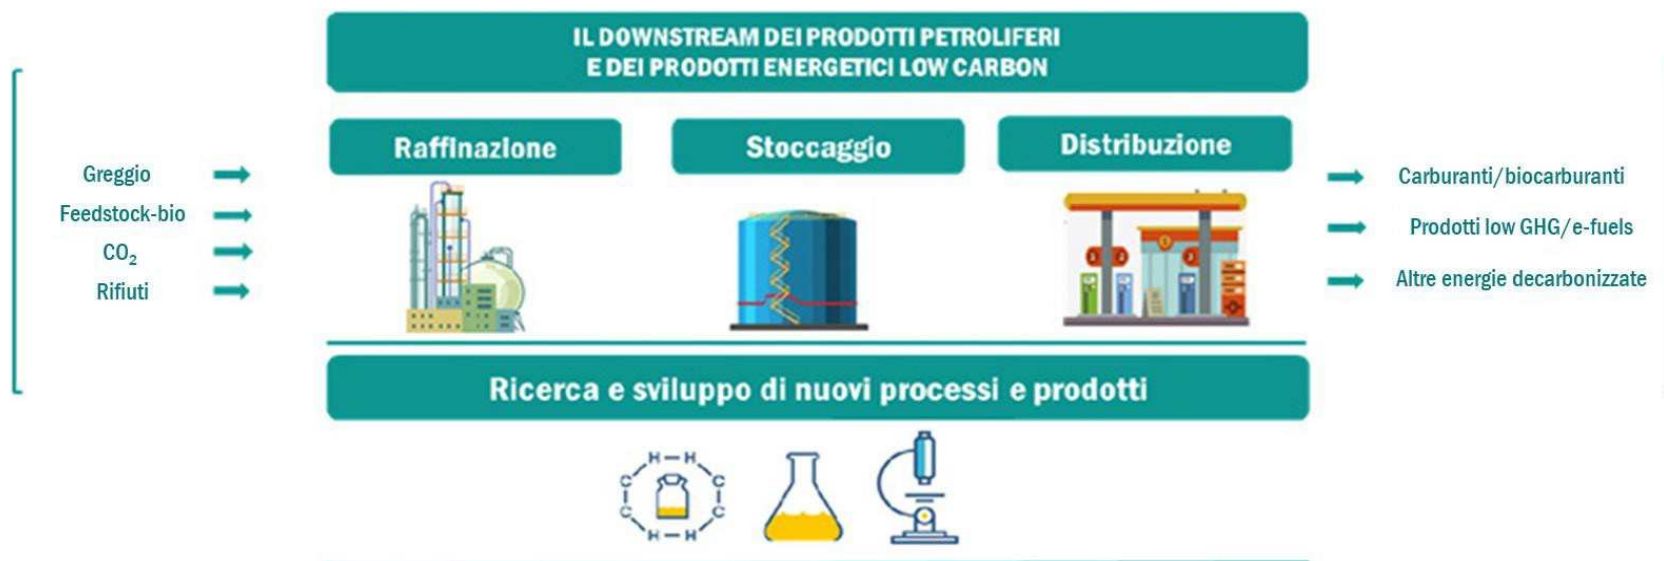 IL DOWNSTREAM DEI PRODOTTI PETROLIFERI
E DEI PRODOTTI ENERGETICI LOW CARBON
Raffinazione
Stoccaggio
Distribuzione
Greggio
Feedstock-bio
CO₂
Rifiuti
Carburanti/biocarburanti
Prodotti low GHG/e-fuels
Altre energie decarbonizzate
Ricerca e sviluppo di nuovi processi e prodotti
H H
C C
C C
H H